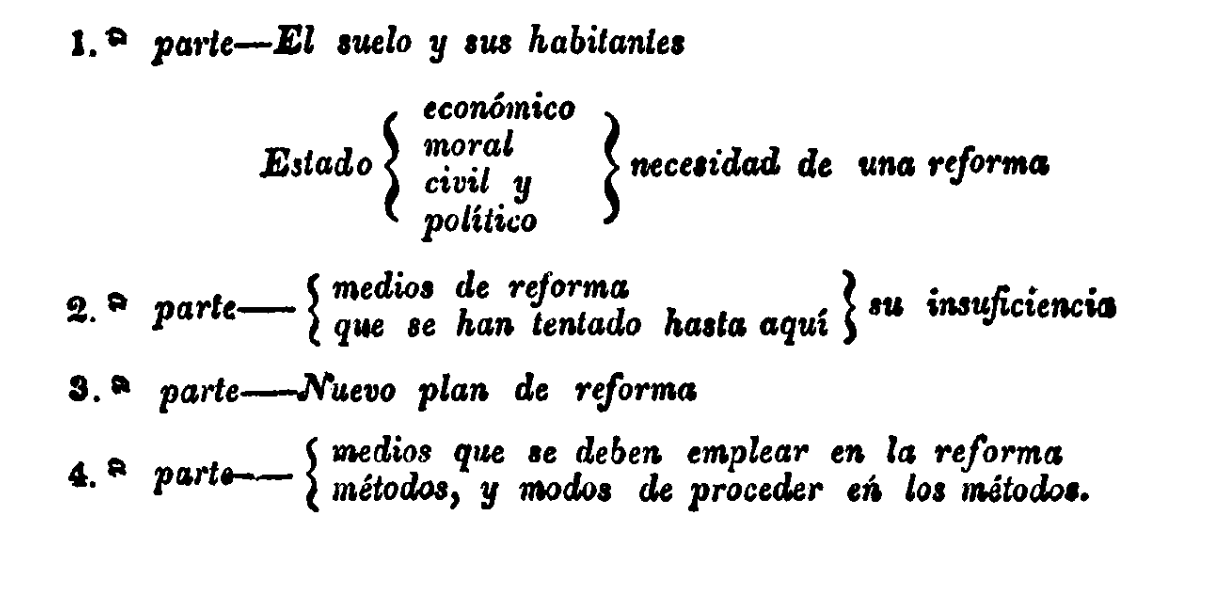 1.ª parte—El suelo y sus habitantes
económico
moral
Estado { civil y } necesidad de una reforma
político
2.ª parte— { medios de reforma
que se han tentado hasta aquí } su insuficiencia
3.ª parte—Nuevo plan de reforma
4.ª parte— { medios que se deben emplear en la reforma
métodos, y modos de proceder eń los métodos.